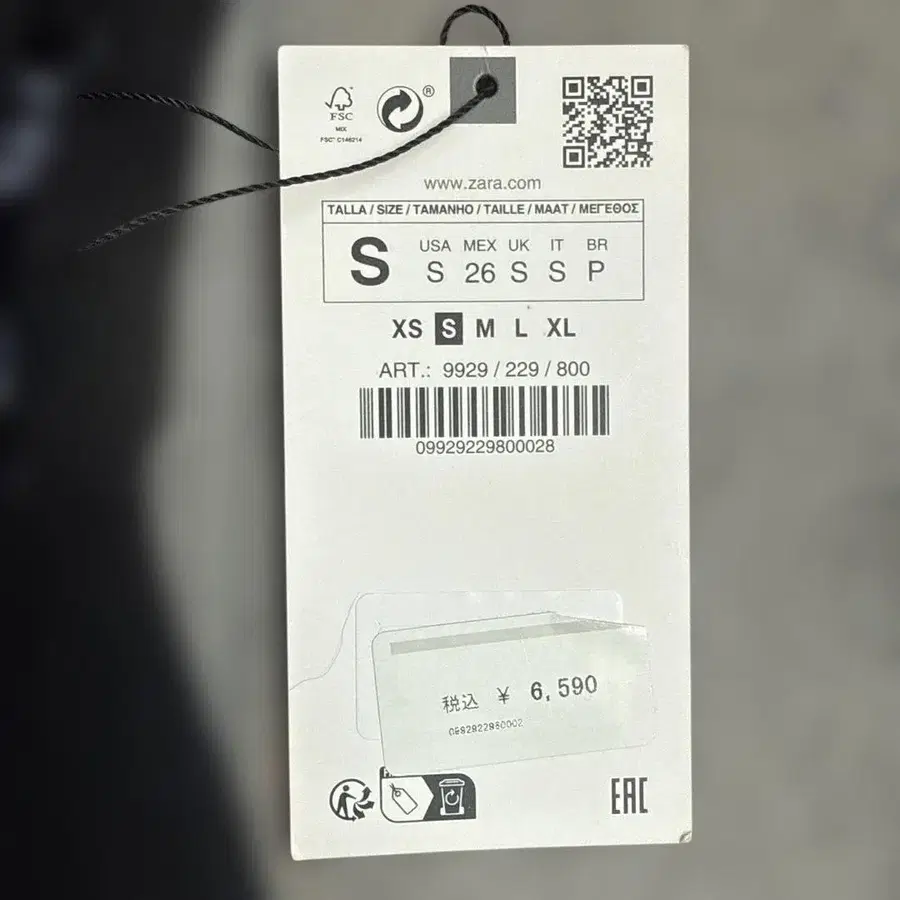 FSC
®
MIX
FSC® C148214
www.zara.com
TALLA / SIZE / TAMANHO / TAILLE / MAAT / ΜΕΓΕΘΟΣ
S
USA MEX UK IT BR
S 26 S S P
XS S M L XL
ART.: 9929 / 229 / 800
09929229800028
税込 ¥ 6,590
EAC